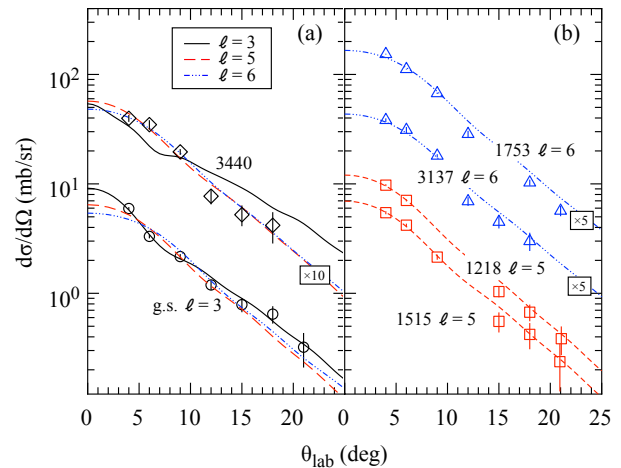 (a)
(b)
ℓ = 3
ℓ = 5
ℓ = 6
10²
10¹
10⁰
dσ/dΩ (mb/sr)
3440
×10
g.s. ℓ = 3
1753 ℓ = 6
×5
3137 ℓ = 6
×5
1218 ℓ = 5
1515 ℓ = 5
0 5 10 15 20 0 5 10 15 20 25
θlab (deg)